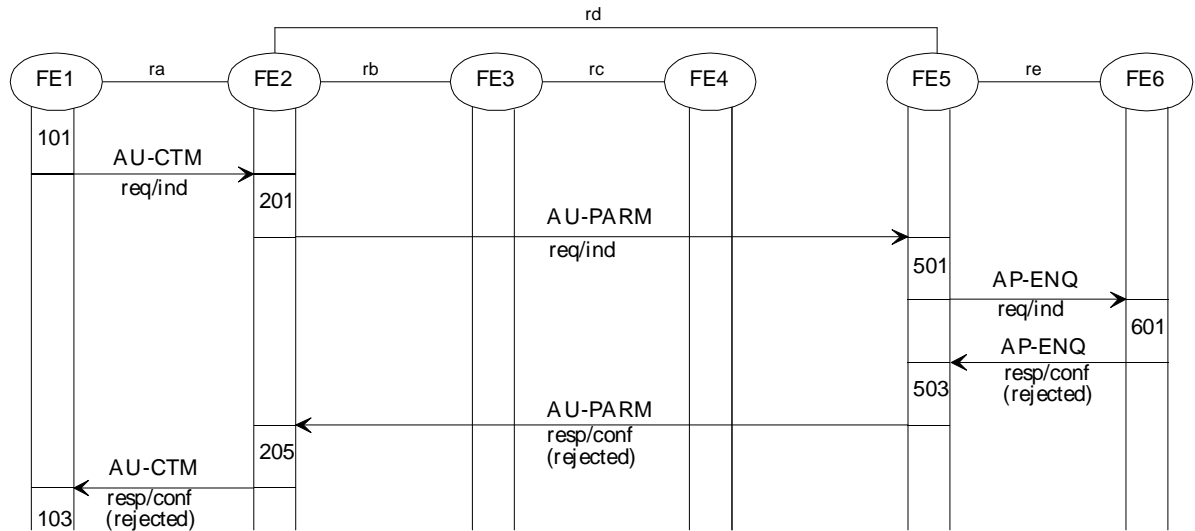 rd
FE1 ra FE2 rb FE3 rc FE4 FE5 re FE6
101
AU-CTM
req/ind
201
AU-PARM
req/ind
501
AP-ENQ
req/ind
601
AP-ENQ
resp/conf
(rejected)
503
AU-PARM
resp/conf
(rejected)
205
AU-CTM
resp/conf
(rejected)
103